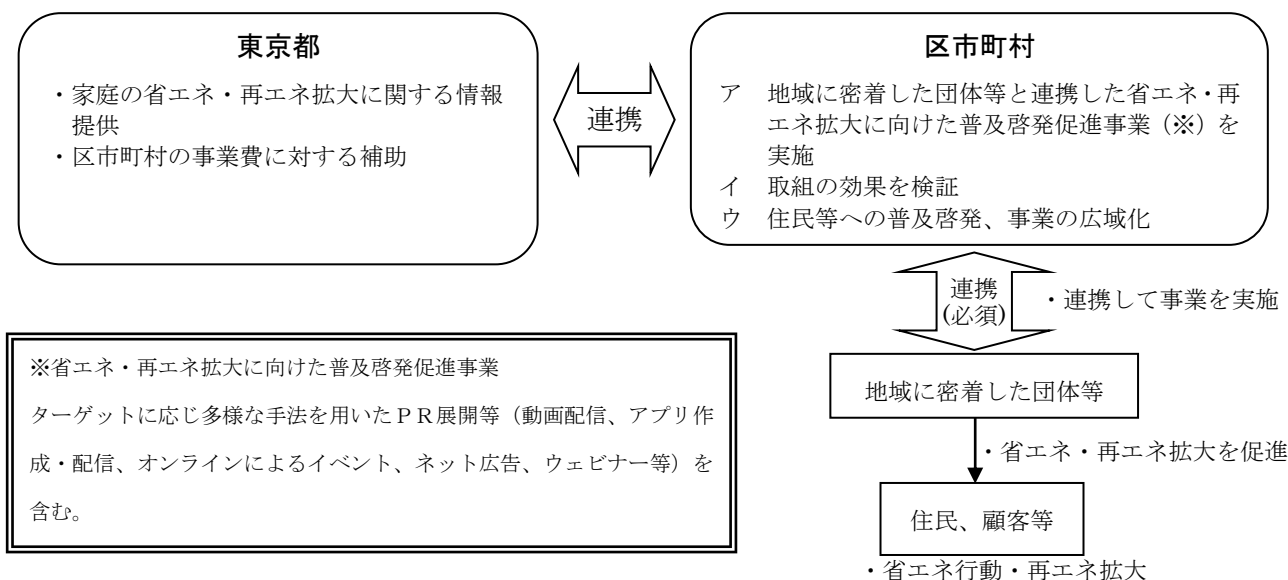 東京都
・家庭の省エネ・再エネ拡大に関する情報
提供
・区市町村の事業費に対する補助
連携
区市町村
ア 地域に密着した団体等と連携した省エネ・再
エネ拡大に向けた普及啓発促進事業（※）を
実施
イ 取組の効果を検証
ウ 住民等への普及啓発、事業の広域化
連携
(必須)
・連携して事業を実施
※省エネ・再エネ拡大に向けた普及啓発促進事業
ターゲットに応じ多様な手法を用いたＰＲ展開等（動画配信、アプリ作
成・配信、オンラインによるイベント、ネット広告、ウェビナー等）を
含む。
地域に密着した団体等
・省エネ・再エネ拡大を促進
住民、顧客等
・省エネ行動・再エネ拡大